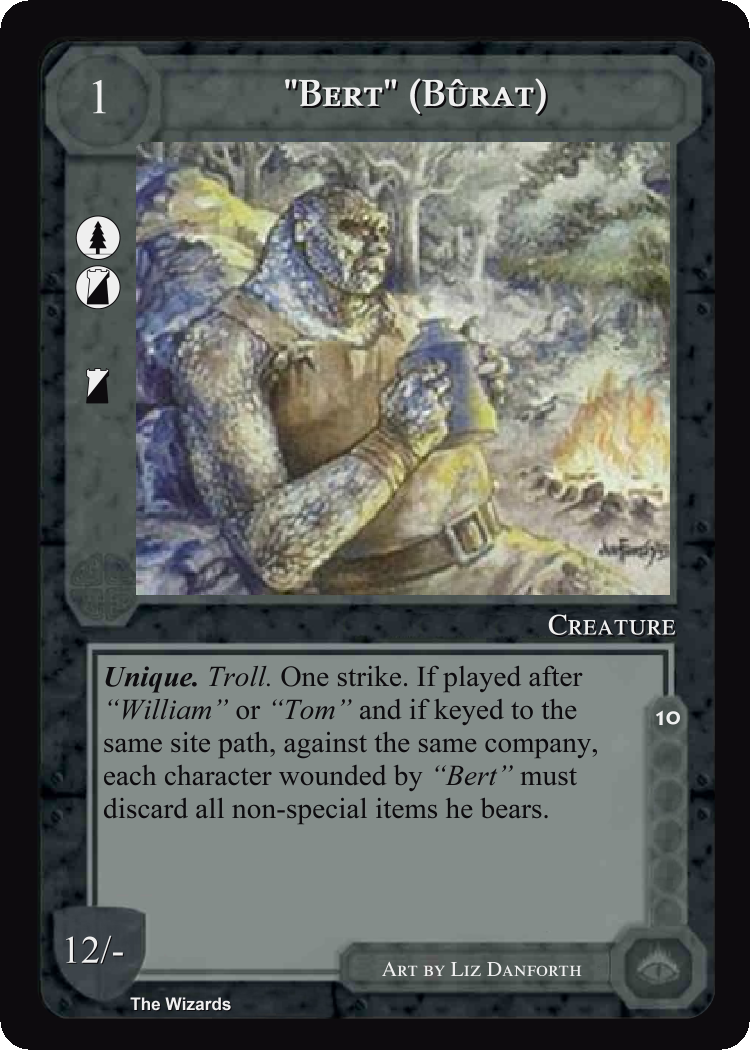 1
"Bert" (Bûrat)
Creature
Unique. Troll. One strike. If played after
“William” or “Tom” and if keyed to the
same site path, against the same company,
each character wounded by “Bert” must
discard all non-special items he bears.
10
12/-
Art by Liz Danforth
The Wizards